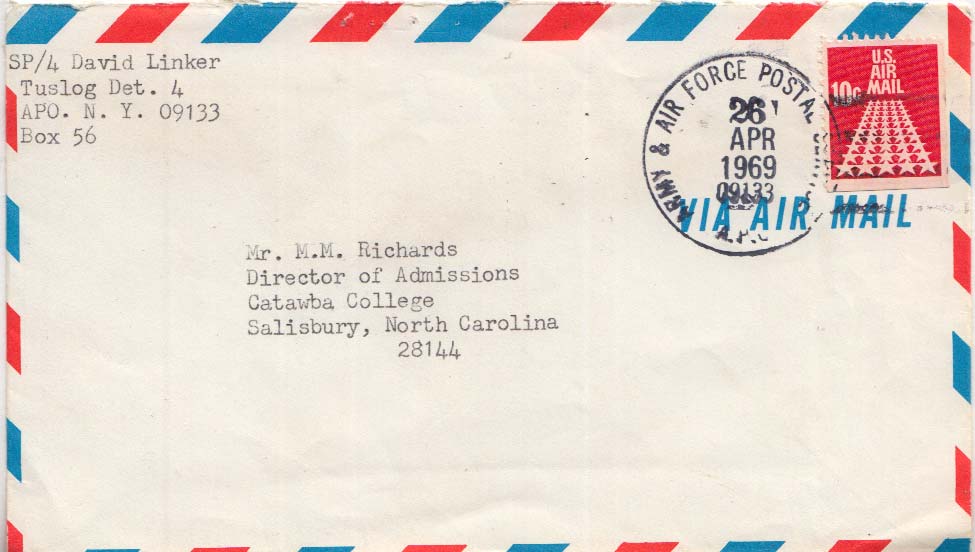 SP/4 David Linker
Tuslog Det. 4
APO. N. Y. 09133
Box 56
ARMY & AIR FORCE POSTAL
26
APR
1969
09133
U.S.
AIR
MAIL
10c
VIA AIR MAIL
Mr. M.M. Richards
Director of Admissions
Catawba College
Salisbury, North Carolina
28144